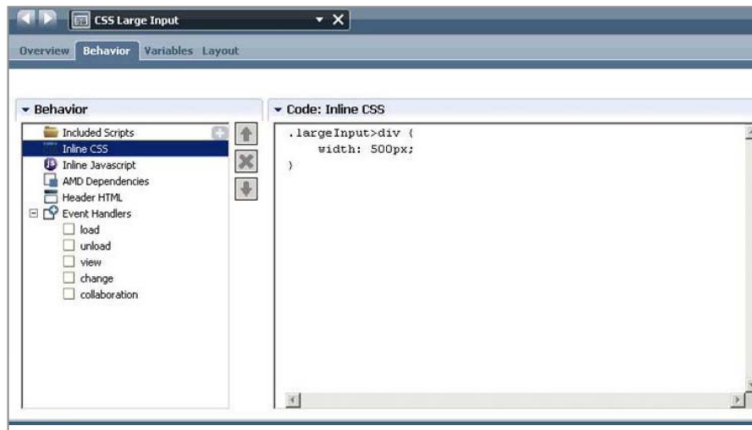 CSS Large Input
Overview Behavior Variables Layout
Behavior
Included Scripts
Inline CSS
Inline Javascript
AMD Dependencies
Header HTML
Event Handlers
load
unload
view
change
collaboration
Code: Inline CSS
.largeInput>div {
width: 500px;
}